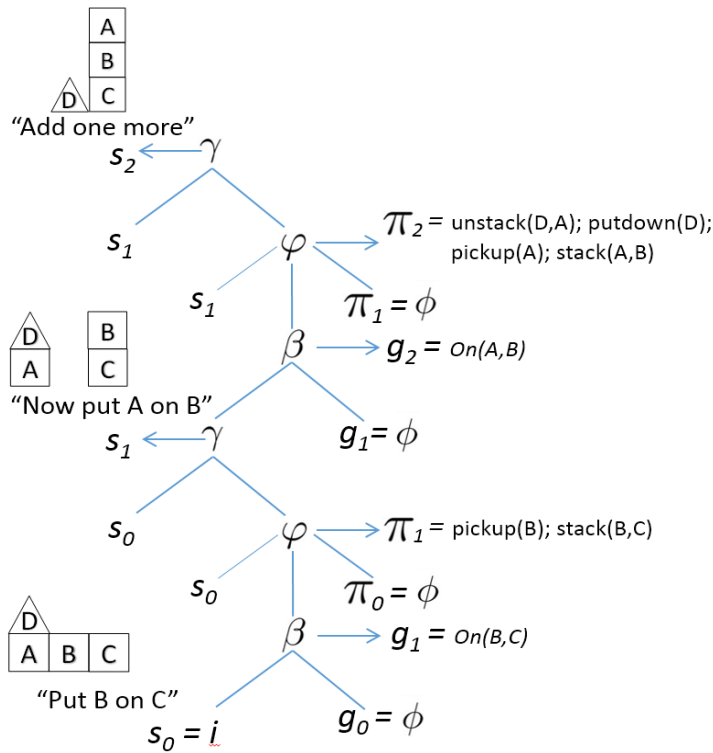 A
B
D C
“Add one more”
s₂ γ
s₁ φ π₂ = unstack(D,A); putdown(D);
pickup(A); stack(A,B)
s₁ π₁ = ϕ
D B
A C
β g₂ = On(A,B)
“Now put A on B”
s₁ γ g₁= ϕ
s₀ φ π₁ = pickup(B); stack(B,C)
s₀ π₀ = ϕ
D
A B C
β g₁ = On(B,C)
“Put B on C”
s₀ = i g₀ = ϕ